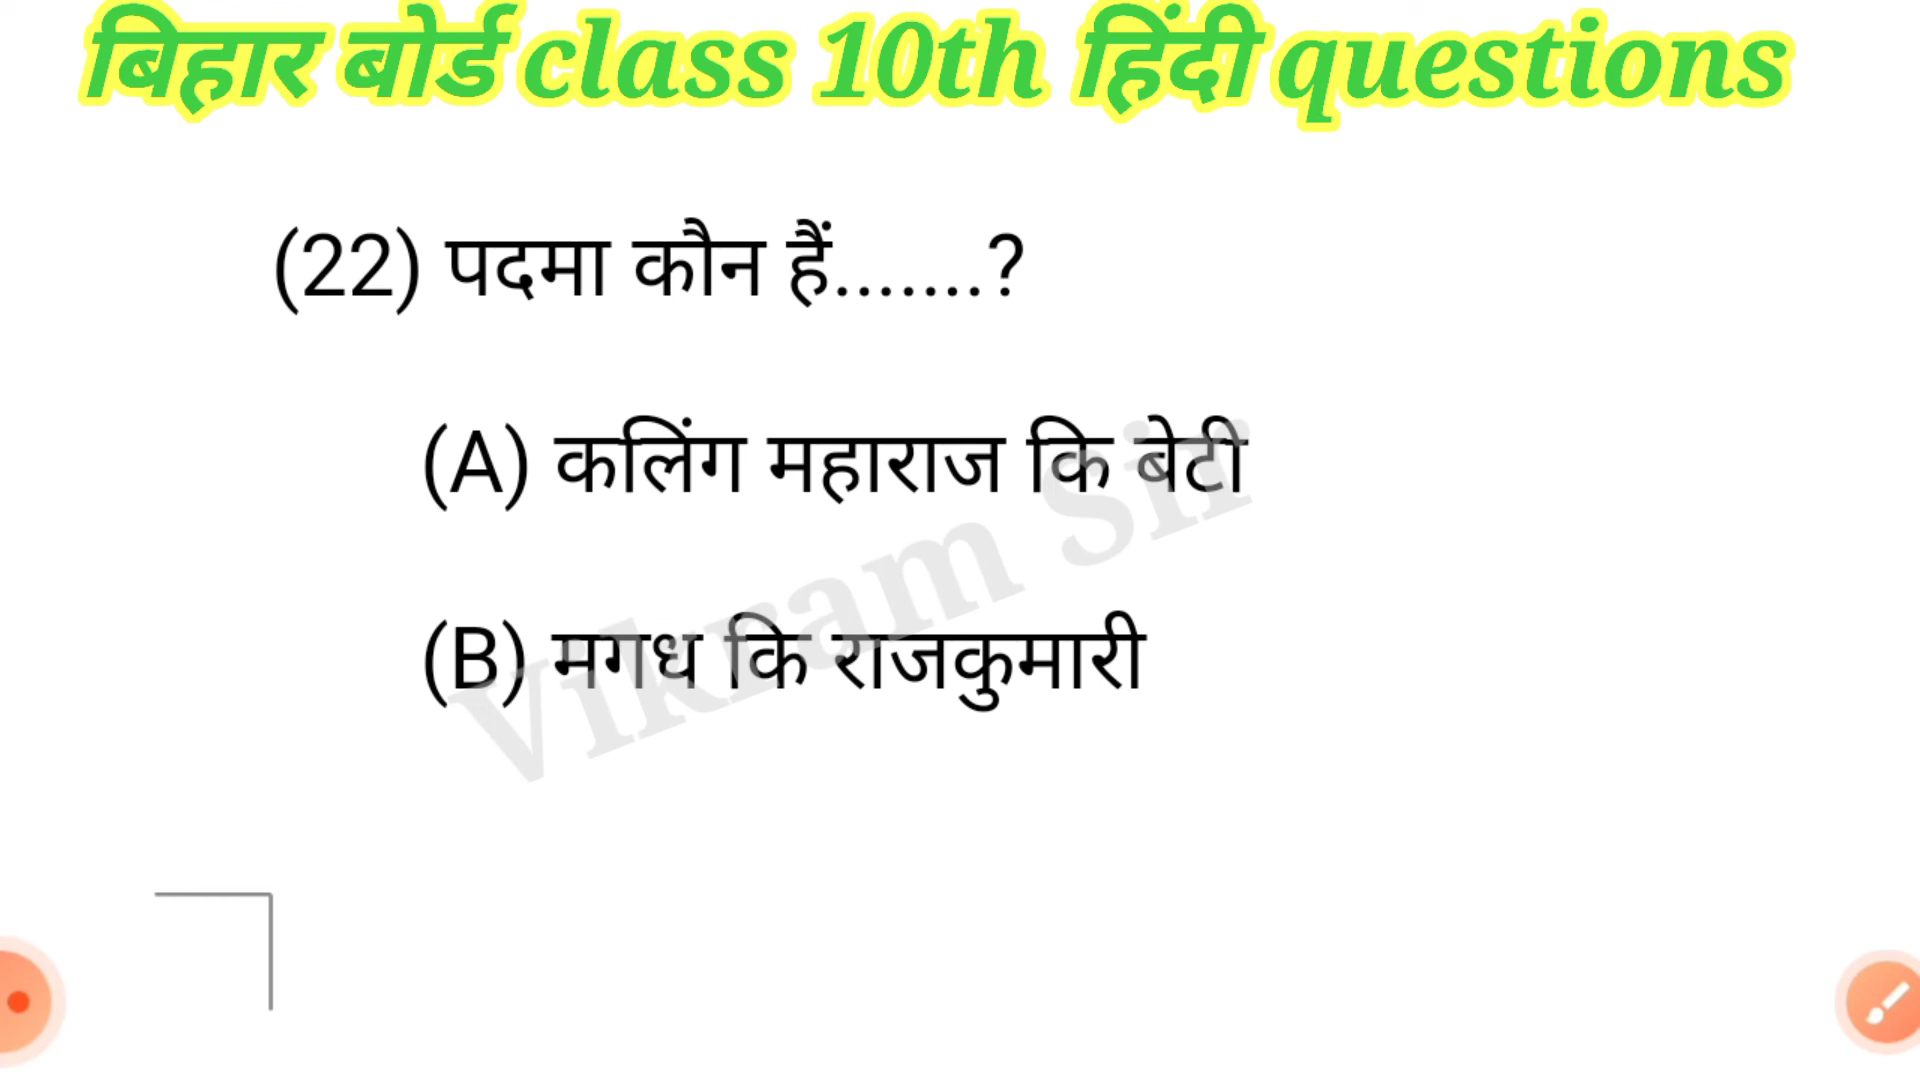 बिहार बोर्ड class 10th हिंदी questions
(22) पदमा कौन हैं.......?
(A) कलिंग महाराज कि बेटी
(B) मगध कि राजकुमारी
Vikram Sir